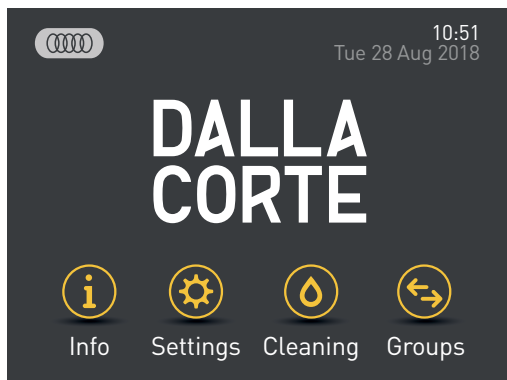 10:51
Tue 28 Aug 2018
DALLA
CORTE
Info Settings Cleaning Groups